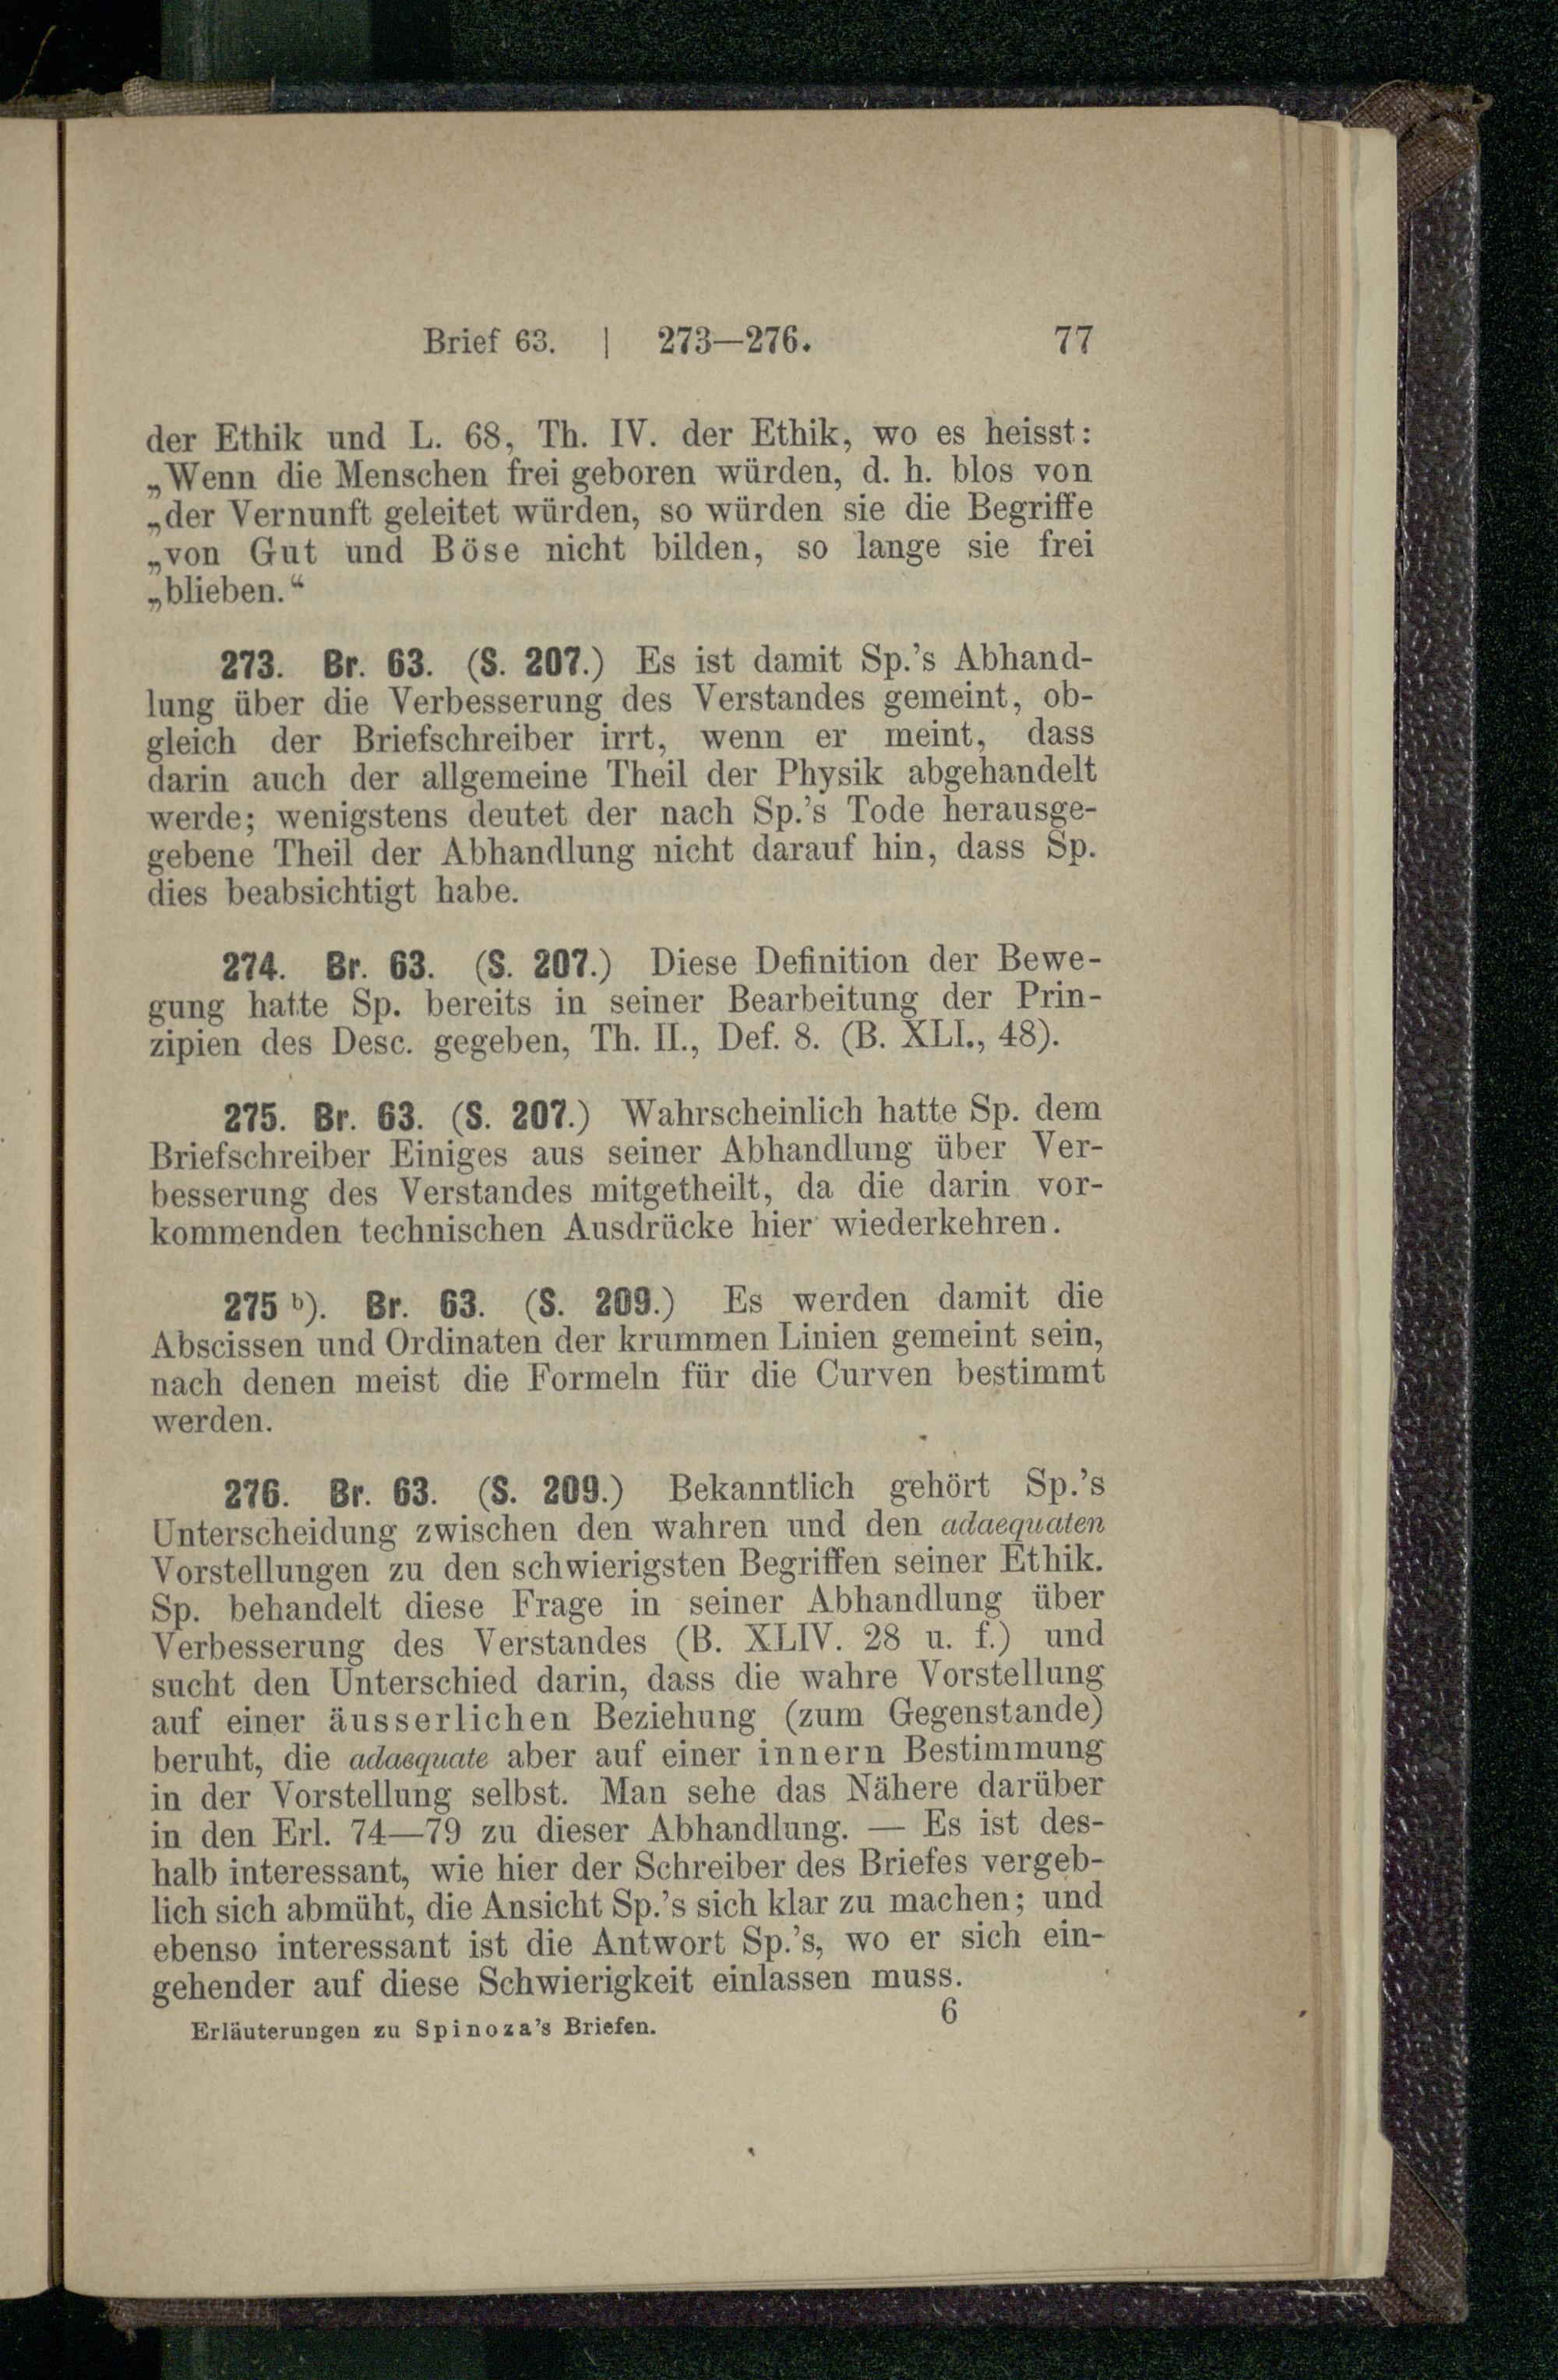 Brief 63. | 273—276. 77
der Ethik und L. 68, Th. IV. der Ethik, wo es heisst:
„Wenn die Menschen frei geboren würden, d. h. blos von
„der Vernunft geleitet würden, so würden sie die Begriffe
„von Gut und Böse nicht bilden, so lange sie frei
„blieben.“
273. Br. 63. (S. 207.) Es ist damit Sp.'s Abhand-
lung über die Verbesserung des Verstandes gemeint, ob-
gleich der Briefschreiber irrt, wenn er meint, dass
darin auch der allgemeine Theil der Physik abgehandelt
werde; wenigstens deutet der nach Sp.'s Tode herausge-
gebene Theil der Abhandlung nicht darauf hin, dass Sp.
dies beabsichtigt habe.
274. Br. 63. (S. 207.) Diese Definition der Bewe-
gung hatte Sp. bereits in seiner Bearbeitung der Prin-
zipien des Desc. gegeben, Th. II., Def. 8. (B. XLI., 48).
275. Br. 63. (S. 207.) Wahrscheinlich hatte Sp. dem
Briefschreiber Einiges aus seiner Abhandlung über Ver-
besserung des Verstandes mitgetheilt, da die darin vor-
kommenden technischen Ausdrücke hier wiederkehren.
275 b). Br. 63. (S. 209.) Es werden damit die
Abscissen und Ordinaten der krummen Linien gemeint sein,
nach denen meist die Formeln für die Curven bestimmt
werden.
276. Br. 63. (S. 209.) Bekanntlich gehört Sp.'s
Unterscheidung zwischen den wahren und den adaequaten
Vorstellungen zu den schwierigsten Begriffen seiner Ethik.
Sp. behandelt diese Frage in seiner Abhandlung über
Verbesserung des Verstandes (B. XLIV. 28 u. f.) und
sucht den Unterschied darin, dass die wahre Vorstellung
auf einer äusserlichen Beziehung (zum Gegenstande)
beruht, die adaequate aber auf einer innern Bestimmung
in der Vorstellung selbst. Man sehe das Nähere darüber
in den Erl. 74—79 zu dieser Abhandlung. — Es ist des-
halb interessant, wie hier der Schreiber des Briefes vergeb-
lich sich abmüht, die Ansicht Sp.'s sich klar zu machen; und
ebenso interessant ist die Antwort Sp.'s, wo er sich ein-
gehender auf diese Schwierigkeit einlassen muss.
Erläuterungen zu Spinoza's Briefen. 6